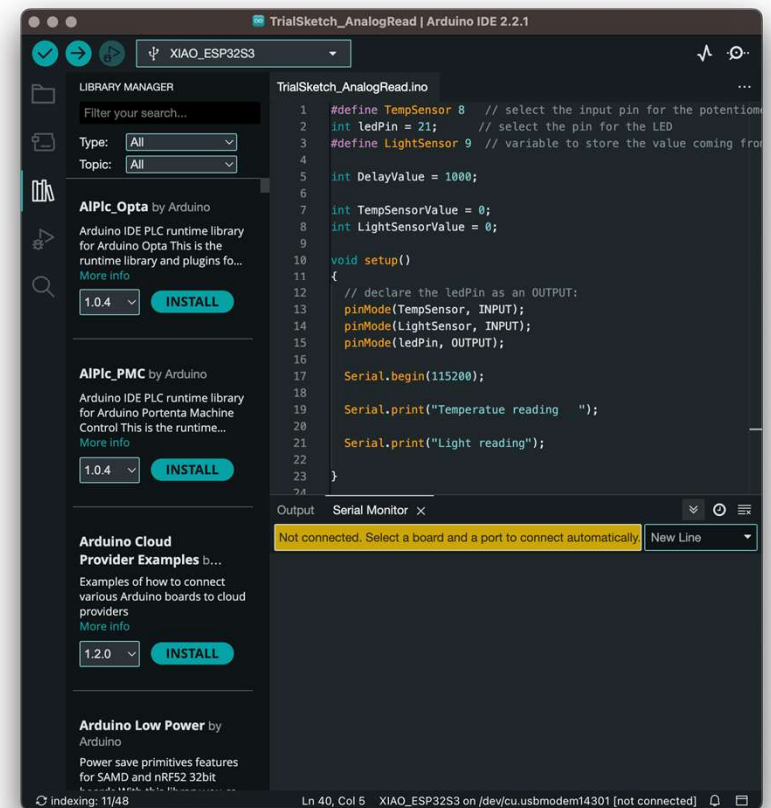 TrialSketch_AnalogRead | Arduino IDE 2.2.1
XIAO_ESP32S3
LIBRARY MANAGER
Filter your search...
Type: All
Topic: All
AlPlc_Opta by Arduino
Arduino IDE PLC runtime library
for Arduino Opta This is the
runtime library and plugins fo...
More info
1.0.4 INSTALL
AlPlc_PMC by Arduino
Arduino IDE PLC runtime library
for Arduino Portenta Machine
Control This is the runtime...
More info
1.0.4 INSTALL
Arduino Cloud
Provider Examples b...
Examples of how to connect
various Arduino boards to cloud
providers
More info
1.2.0 INSTALL
Arduino Low Power by
Arduino
Power save primitives features
for SAMD and nRF52 32bit
TrialSketch_AnalogRead.ino
...
1 #define TempSensor 8 // select the input pin for the potentiome
2 int ledPin = 21; // select the pin for the LED
3 #define LightSensor 9 // variable to store the value coming from
4
5 int DelayValue = 1000;
6
7 int TempSensorValue = 0;
8 int LightSensorValue = 0;
9
10 void setup()
11 {
12 // declare the ledPin as an OUTPUT:
13 pinMode(TempSensor, INPUT);
14 pinMode(LightSensor, INPUT);
15 pinMode(ledPin, OUTPUT);
16
17 Serial.begin(115200);
18
19 Serial.print("Temperatue reading   ");
20
21 Serial.print("Light reading");
22
23 }
24
Output Serial Monitor ×
Not connected. Select a board and a port to connect automatically. New Line
indexing: 11/48 Ln 40, Col 5 XIAO_ESP32S3 on /dev/cu.usbmodem14301 [not connected]